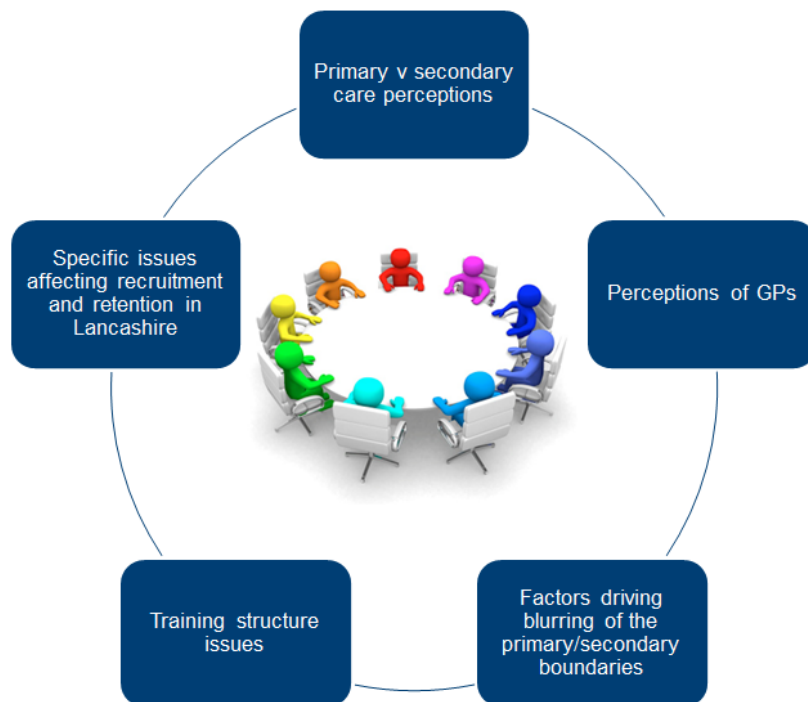 Primary v secondary
care perceptions
Specific issues
affecting recruitment
and retention in
Lancashire
Perceptions of GPs
Training structure
issues
Factors driving
blurring of the
primary/secondary
boundaries